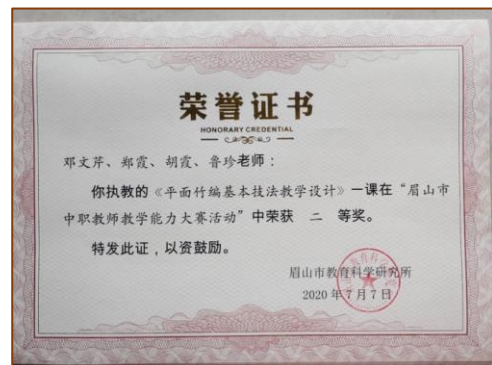 荣誉证书
HONORARY CREDENTIAL
邓文芹、郑霞、胡霞、鲁珍老师：
你执教的《平面竹编基本技法教学设计》一课在“眉山市
中职教师教学能力大赛活动”中荣获 二 等奖。
特发此证，以资鼓励。
眉山市教育科学研究所
2020年7月7日